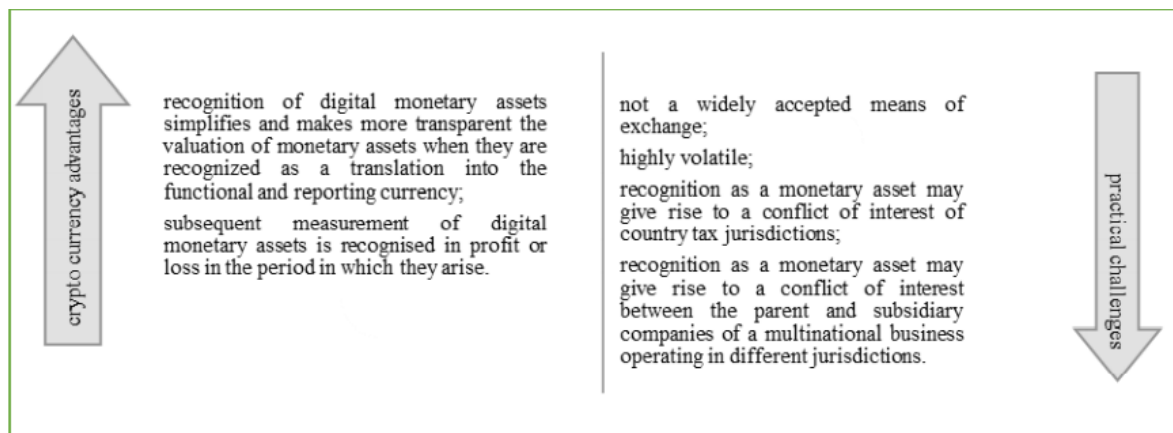 crypto currency advantages
recognition of digital monetary assets
simplifies and makes more transparent the
valuation of monetary assets when they are
recognized as a translation into the
functional and reporting currency;
subsequent measurement of digital
monetary assets is recognised in profit or
loss in the period in which they arise.
not a widely accepted means of
exchange;
highly volatile;
recognition as a monetary asset may
give rise to a conflict of interest of
country tax jurisdictions;
recognition as a monetary asset may
give rise to a conflict of interest
between the parent and subsidiary
companies of a multinational business
operating in different jurisdictions.
practical challenges